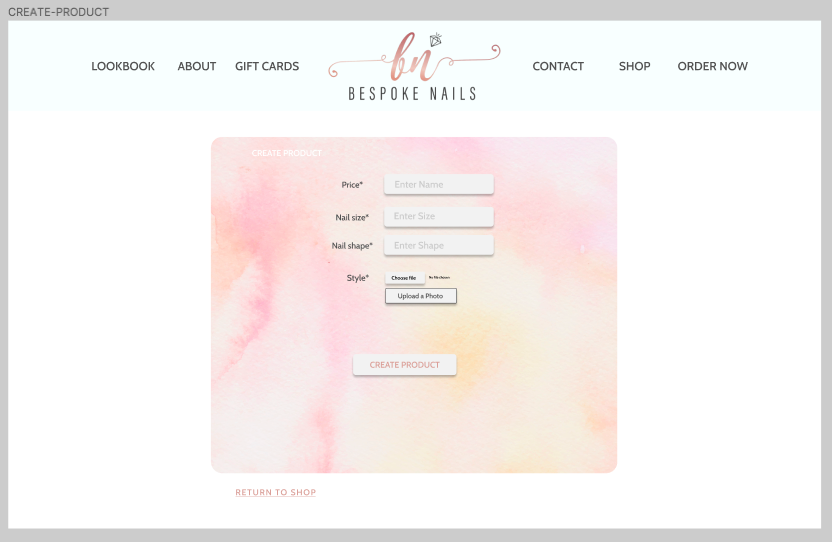 CREATE-PRODUCT
LOOKBOOK ABOUT GIFT CARDS bn CONTACT SHOP ORDER NOW
BESPOKE NAILS
CREATE PRODUCT
Price* Enter Name
Nail size* Enter Size
Nail shape* Enter Shape
Style* Choose file No file chosen
Upload a Photo
CREATE PRODUCT
RETURN TO SHOP